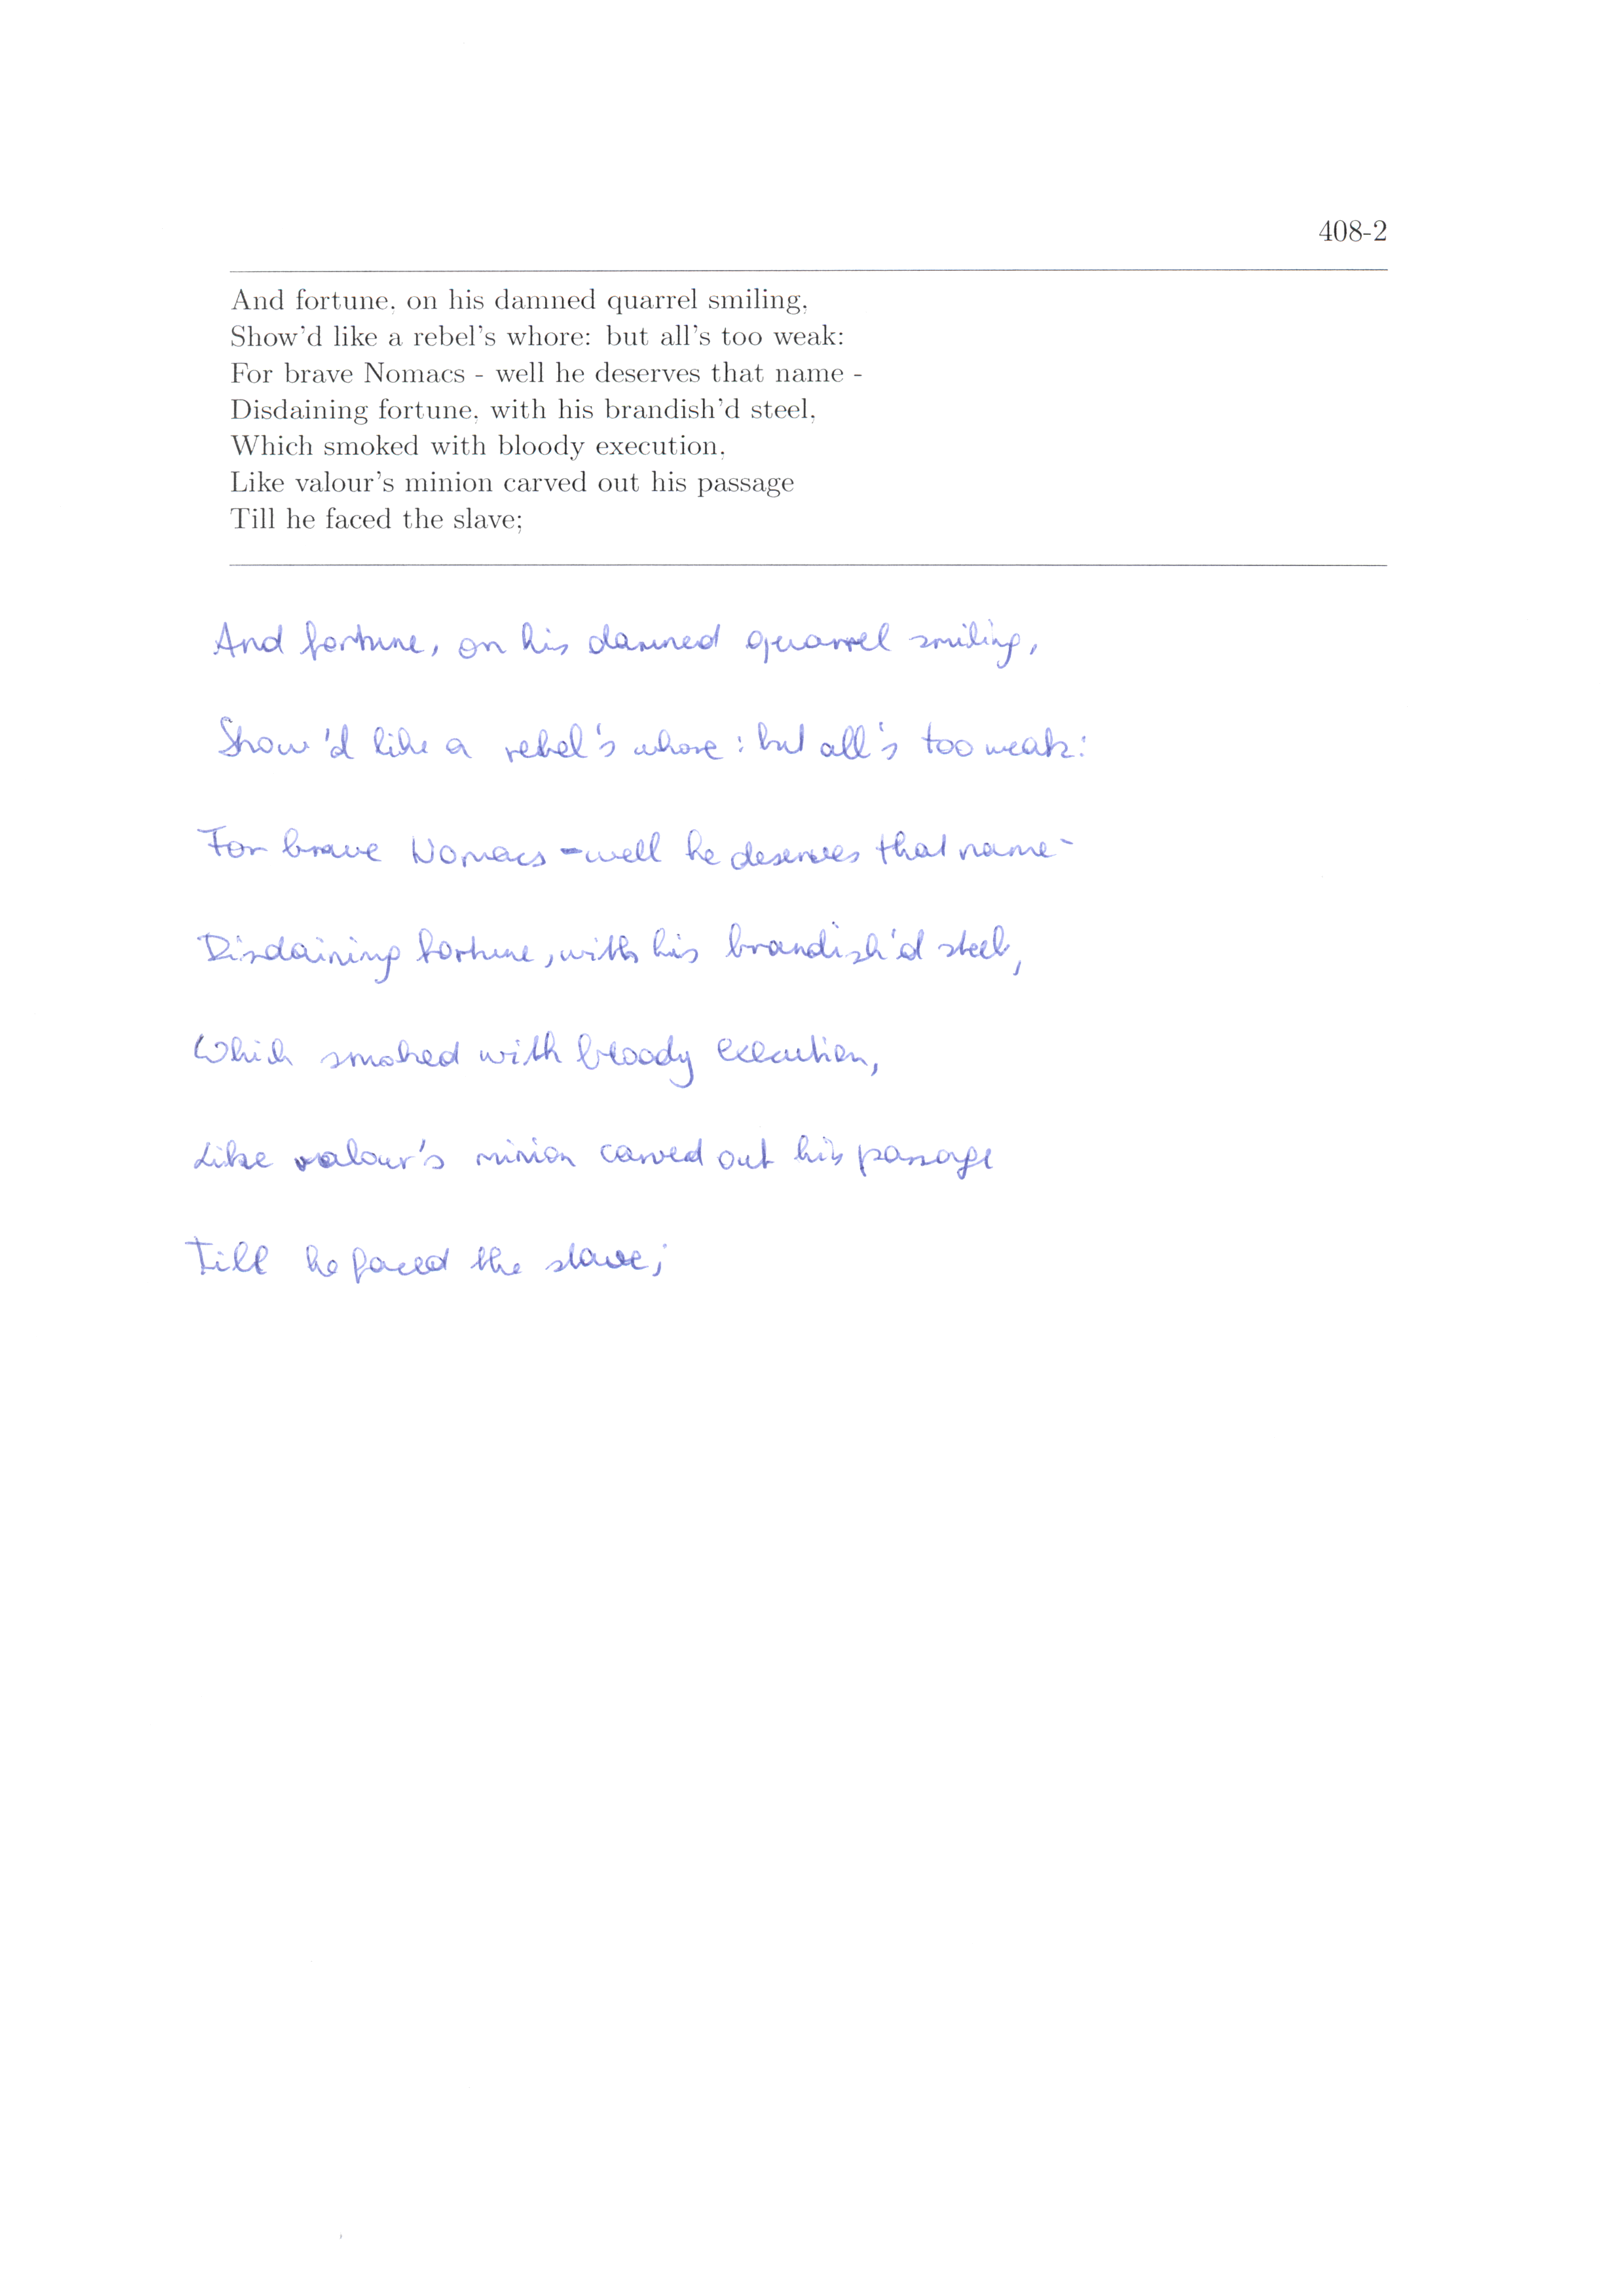 408-2
And fortune, on his damned quarrel smiling,
Show'd like a rebel's whore: but all's too weak:
For brave Nomacs - well he deserves that name -
Disdaining fortune, with his brandish'd steel,
Which smoked with bloody execution,
Like valour's minion carved out his passage
Till he faced the slave;
And fortune, on his damned quarrel smiling,
Show'd like a rebel's whore: but all's too weak:
For brave Nomacs - well he deserves that name -
Disdaining fortune, with his brandish'd steel,
Which smoked with bloody execution,
Like valour's minion carved out his passage
Till he faced the slave;